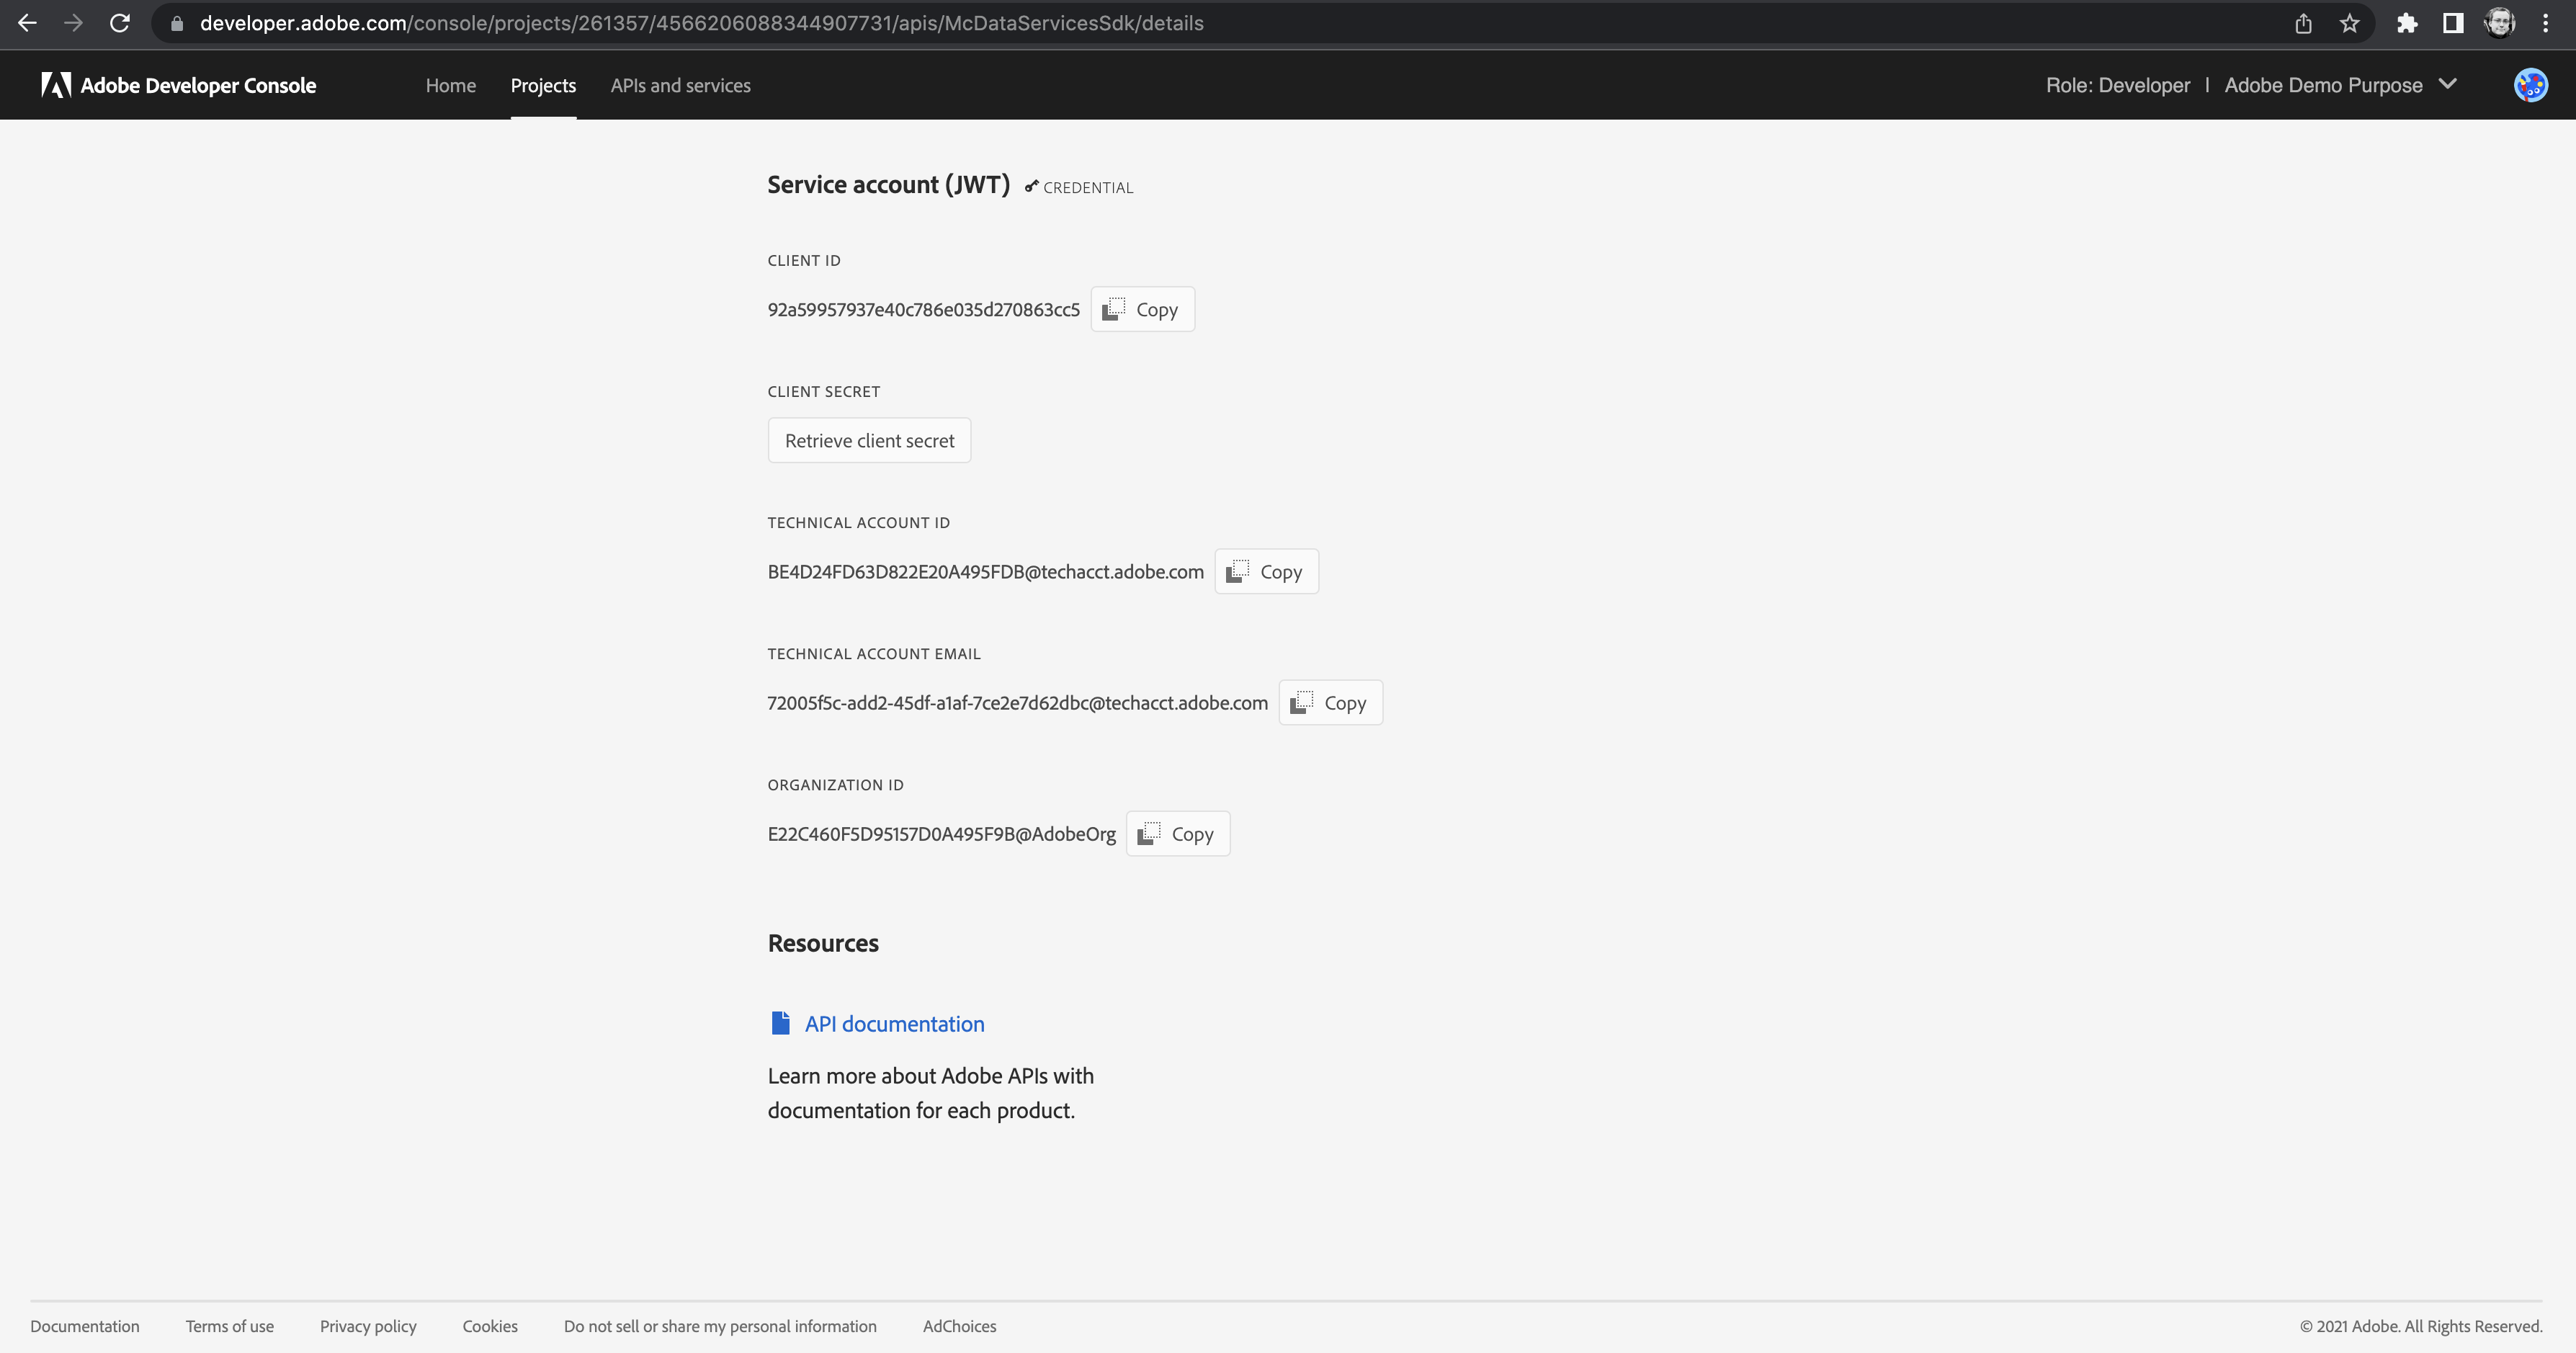 developer.adobe.com/console/projects/261357/4566206088344907731/apis/McDataServicesSdk/details
Adobe Developer Console
Home
Projects
APIs and services
Role: Developer | Adobe Demo Purpose
Service account (JWT)
CREDENTIAL
CLIENT ID
92a59957937e40c786e035d270863cc5
Copy
CLIENT SECRET
Retrieve client secret
TECHNICAL ACCOUNT ID
BE4D24FD63D822E20A495FDB@techacct.adobe.com
Copy
TECHNICAL ACCOUNT EMAIL
72005f5c-add2-45df-a1af-7ce2e7d62dbc@techacct.adobe.com
Copy
ORGANIZATION ID
E22C460F5D95157D0A495F9B@AdobeOrg
Copy
Resources
API documentation
Learn more about Adobe APIs with
documentation for each product.
Documentation
Terms of use
Privacy policy
Cookies
Do not sell or share my personal information
AdChoices
© 2021 Adobe. All Rights Reserved.